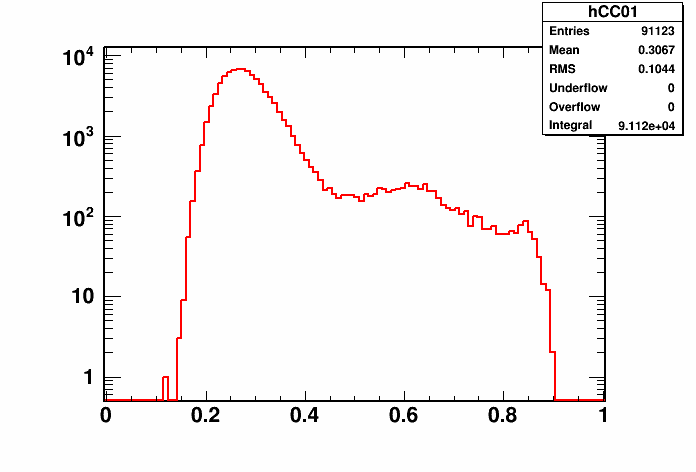 hCC01
Entries 91123
Mean 0.3067
RMS 0.1044
Underflow 0
Overflow 0
Integral 9.112e+04
10⁴
10³
10²
10
1
0 0.2 0.4 0.6 0.8 1